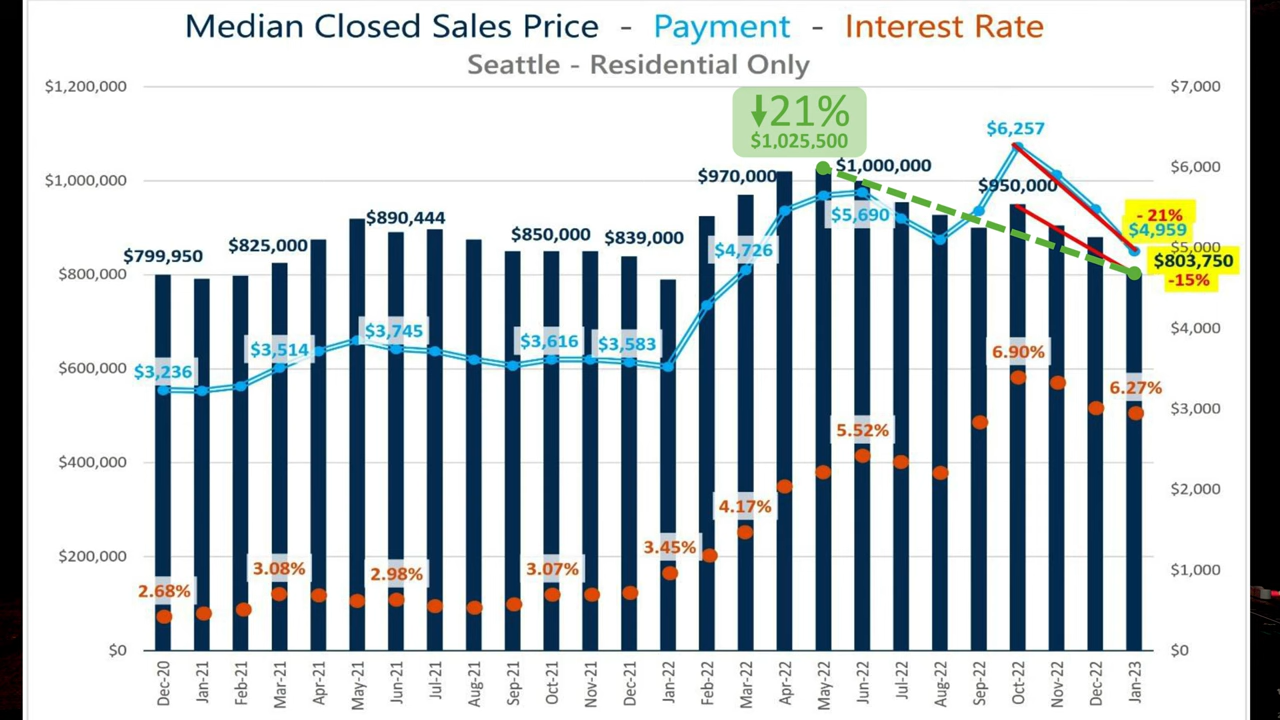 Median Closed Sales Price - Payment - Interest Rate
Seattle - Residential Only
$1,200,000
$1,000,000
$800,000
$600,000
$400,000
$200,000
$0
$7,000
$6,000
$5,000
$4,000
$3,000
$2,000
$1,000
$0
21%
$1,025,500
$799,950
$825,000
$890,444
$850,000
$839,000
$970,000
$1,000,000
$950,000
$803,750
$3,236
$3,514
$3,745
$3,616
$3,583
$4,726
$5,690
$6,257
- 21%
$4,959
-15%
2.68%
3.08%
2.98%
3.07%
3.45%
4.17%
5.52%
6.90%
6.27%
Dec-20
Jan-21
Feb-21
Mar-21
Apr-21
May-21
Jun-21
Jul-21
Aug-21
Sep-21
Oct-21
Nov-21
Dec-21
Jan-22
Feb-22
Mar-22
Apr-22
May-22
Jun-22
Jul-22
Aug-22
Sep-22
Oct-22
Nov-22
Dec-22
Jan-23